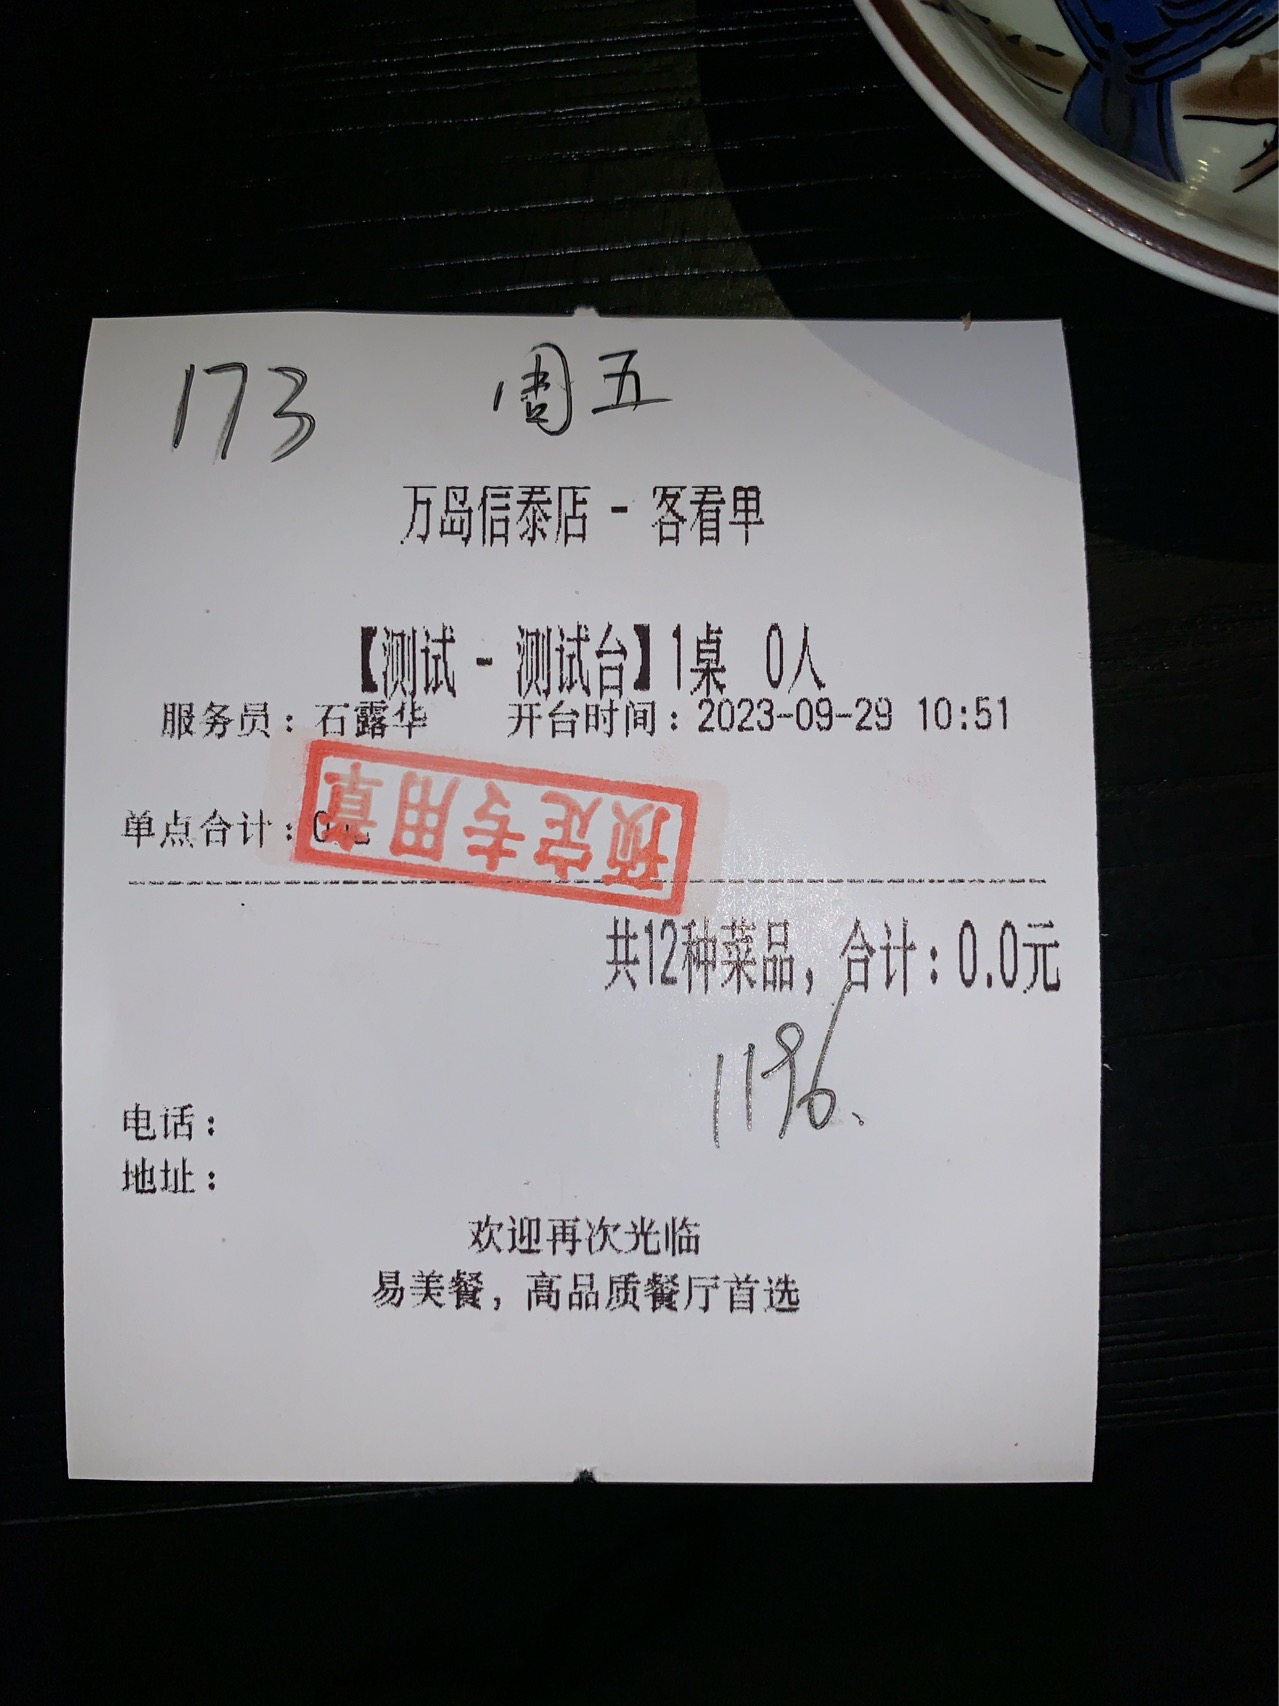 173 周五
万岛信泰店 - 客看单
【测试 - 测试台】1桌 0人
服务员：石露华 开台时间：2023-09-29 10:51
预定专用章
单点合计：
共12种菜品，合计：0.0元
1196、
电话：
地址：
欢迎再次光临
易美餐，高品质餐厅首选